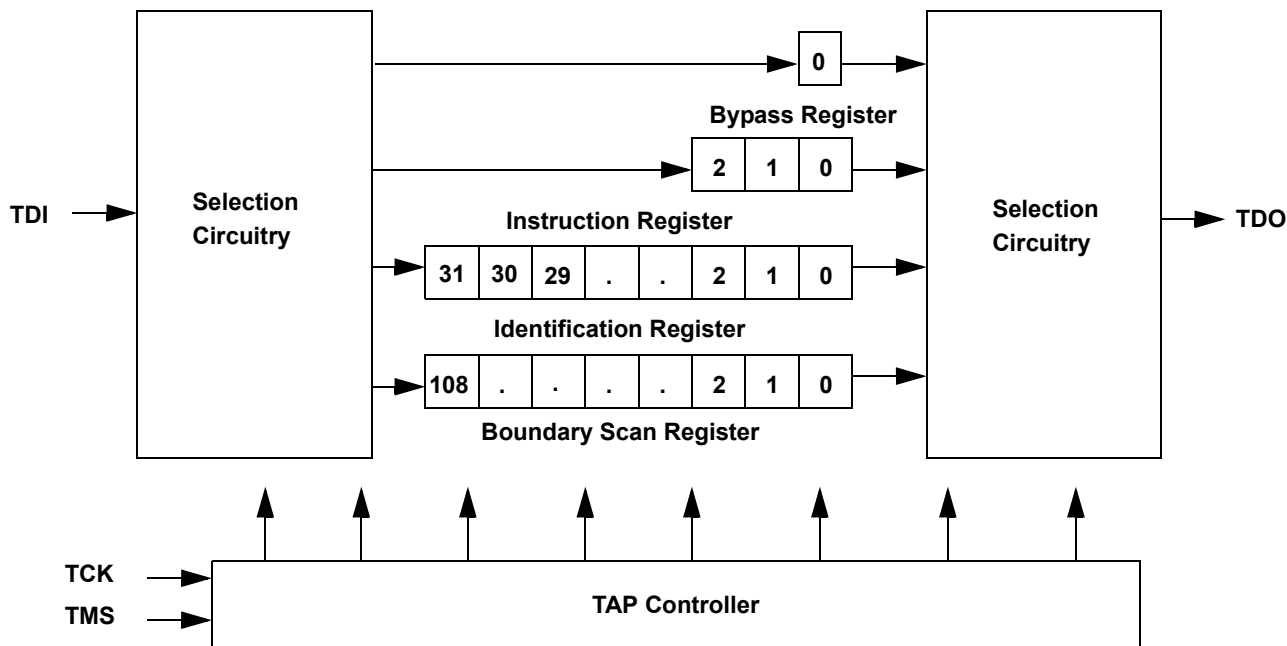 0
Bypass Register
2 1 0
Selection
Circuitry
TDI
Selection
Circuitry
TDO
Instruction Register
31 30 29 . . 2 1 0
Identification Register
108 . . . . 2 1 0
Boundary Scan Register
TCK
TMS
TAP Controller